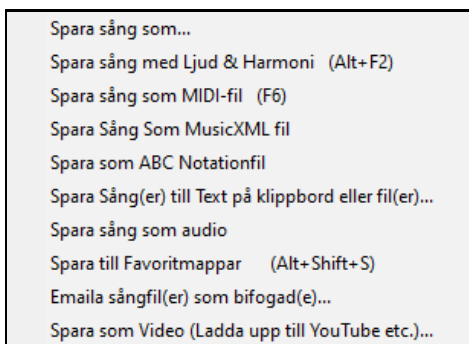 Spara sång som...
Spara sång med Ljud & Harmoni (Alt+F2)
Spara sång som MIDI-fil (F6)
Spara Sång Som MusicXML fil
Spara som ABC Notationfil
Spara Sång(er) till Text på klippbord eller fil(er)...
Spara sång som audio
Spara till Favoritmappar (Alt+Shift+S)
Emaila sångfil(er) som bifogad(e)...
Spara som Video (Ladda upp till YouTube etc.)...